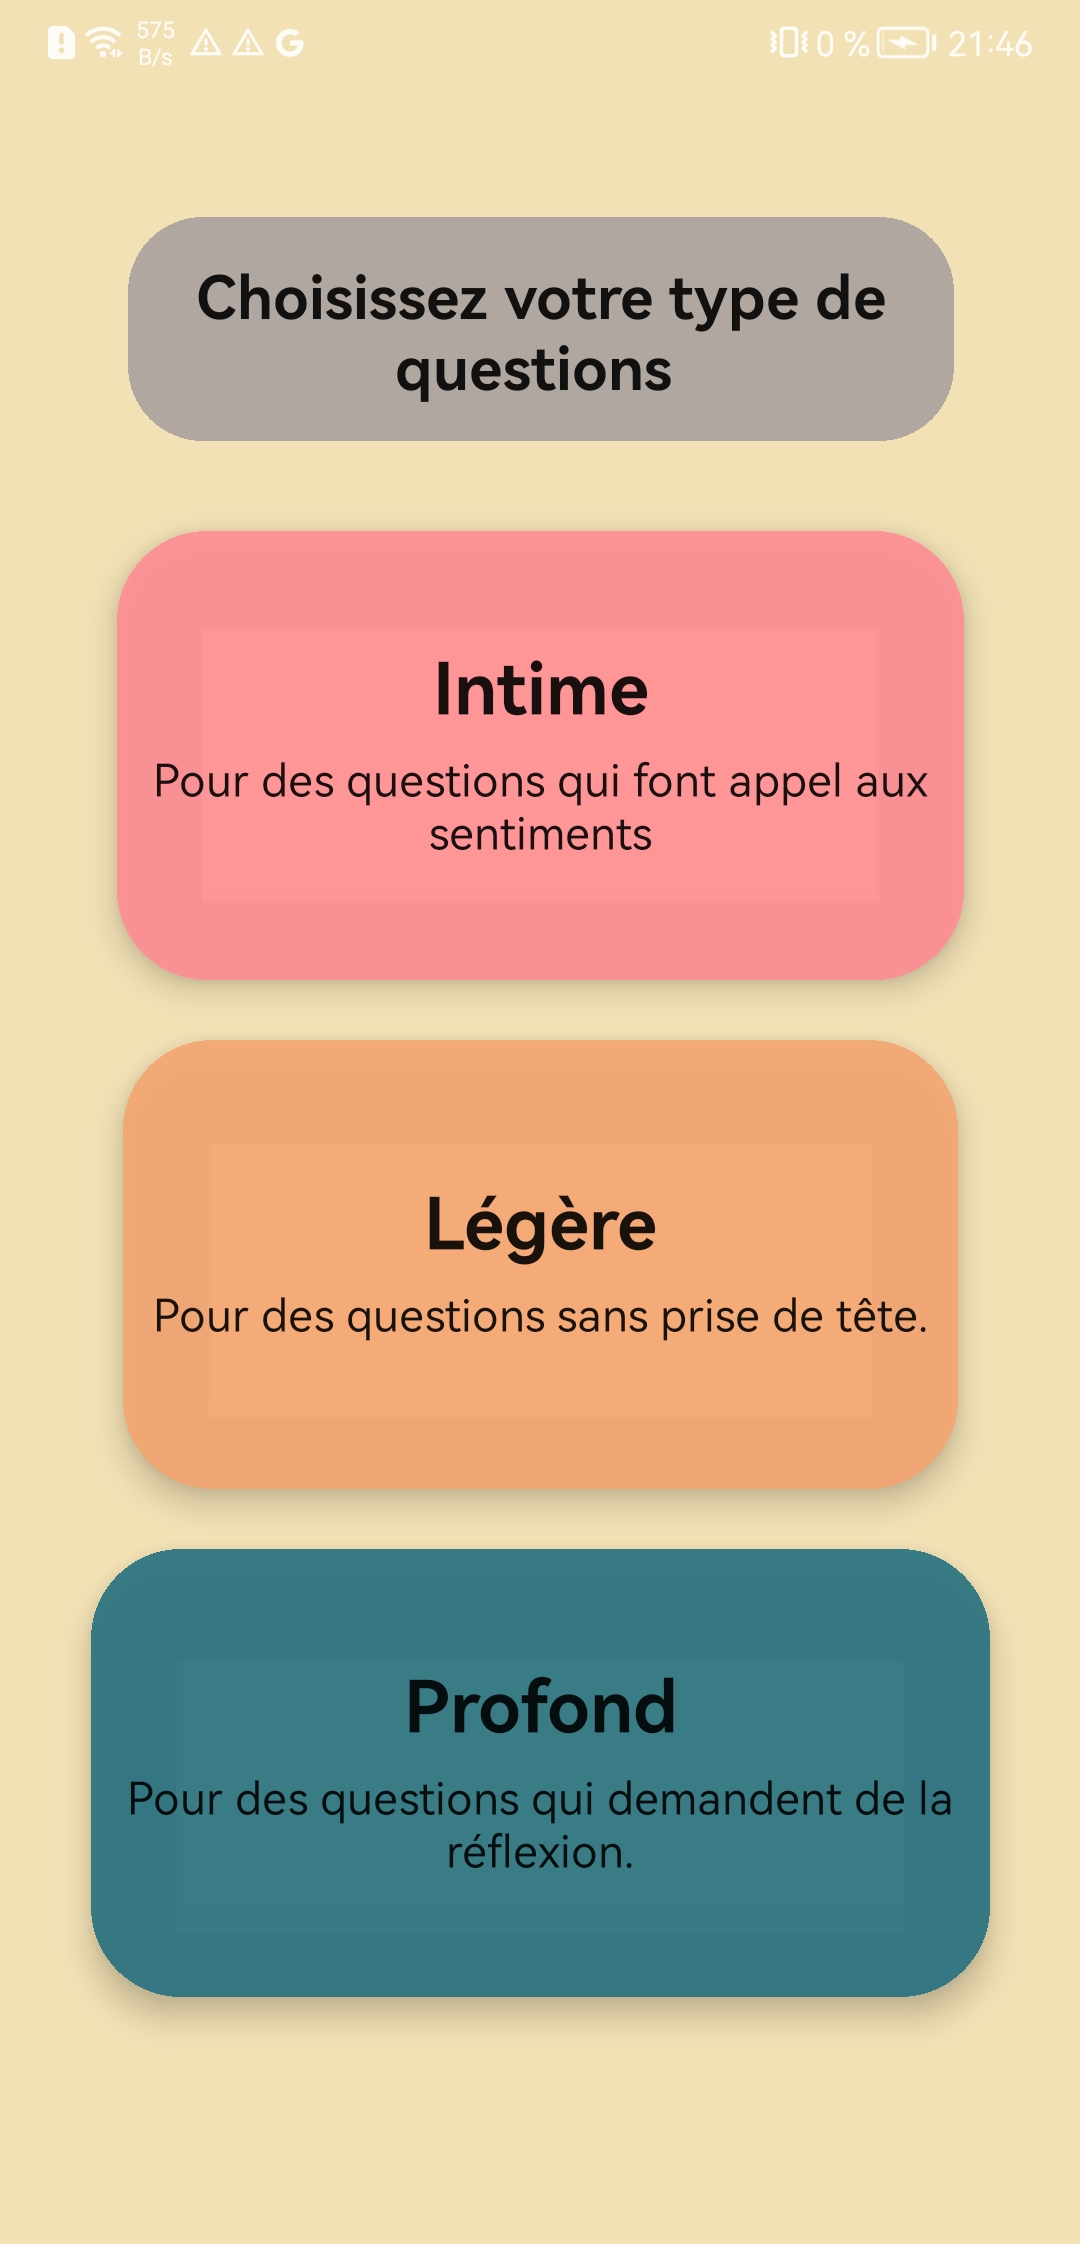 575
B/s
0 %
21:46
Choisissez votre type de
questions
Intime
Pour des questions qui font appel aux
sentiments
Légère
Pour des questions sans prise de tête.
Profond
Pour des questions qui demandent de la
réflexion.